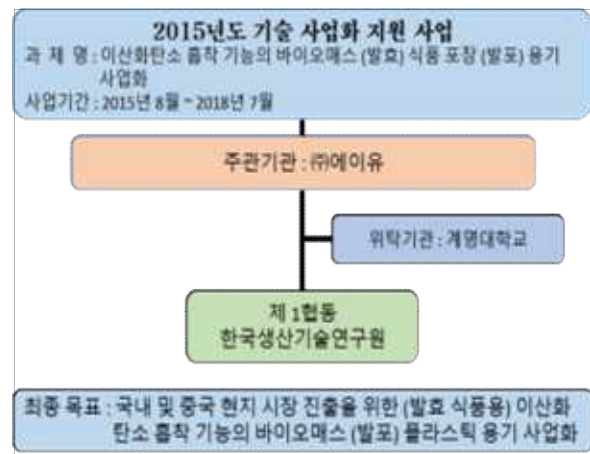 2015년도 기술 사업화 지원 사업
과 제 명 : 이산화탄소 흡착 기능의 바이오매스 (발효) 식품 포장 (발포) 용기
사업화
사업기간 : 2015년 8월 ~ 2018년 7월
주관기관 : ㈜에이유
위탁기관 : 계명대학교
제 1협동
한국생산기술연구원
최종 목표 : 국내 및 중국 현지 시장 진출을 위한 (발효 식품용) 이산화
탄소 흡착 기능의 바이오매스 (발포) 플라스틱 용기 사업화